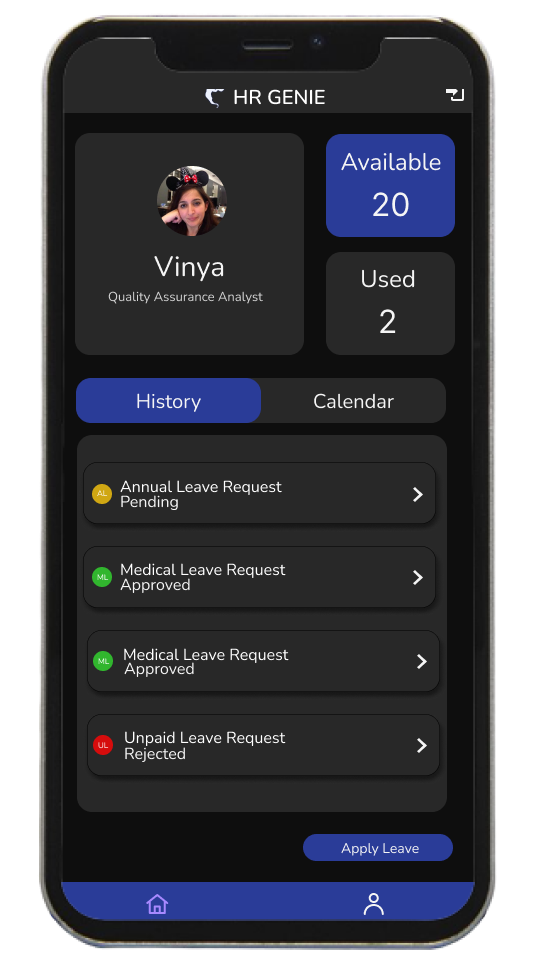 HR GENIE
Vinya
Quality Assurance Analyst
Available
20
Used
2
History
Calendar
AL
Annual Leave Request
Pending
ML
Medical Leave Request
Approved
ML
Medical Leave Request
Approved
UL
Unpaid Leave Request
Rejected
Apply Leave